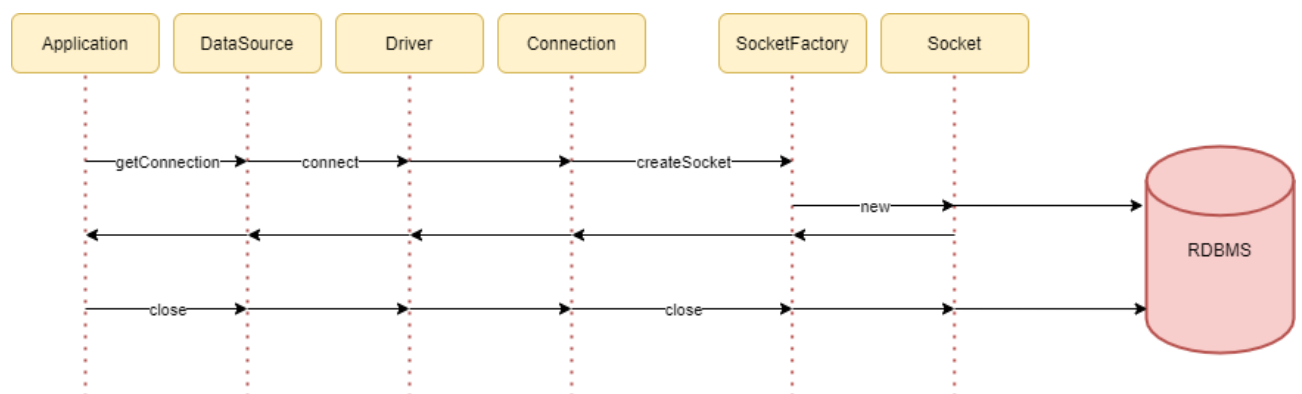 Application
DataSource
Driver
Connection
SocketFactory
Socket
getConnection
connect
createSocket
new
RDBMS
close
close